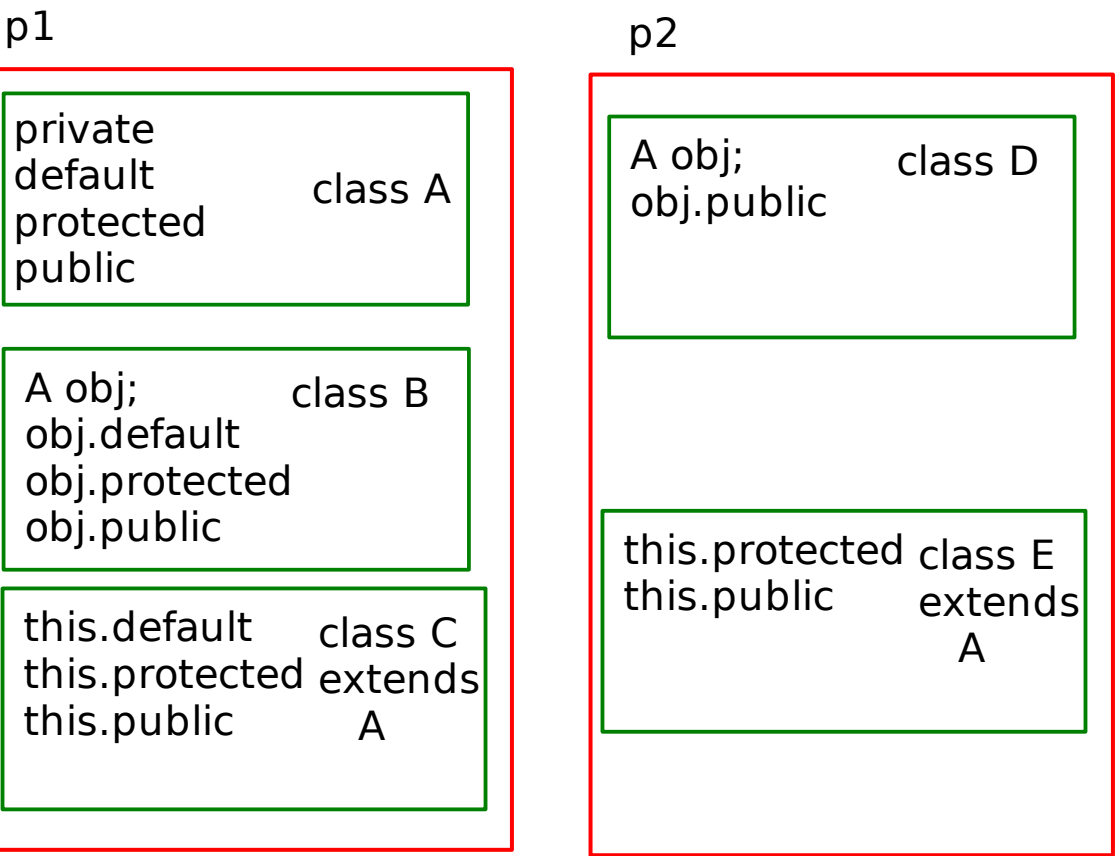 p1
private
default
protected
public
class A
A obj;
obj.default
obj.protected
obj.public
class B
this.default
this.protected
this.public
class C
extends
A
p2
A obj;
obj.public
class D
this.protected
this.public
class E
extends
A